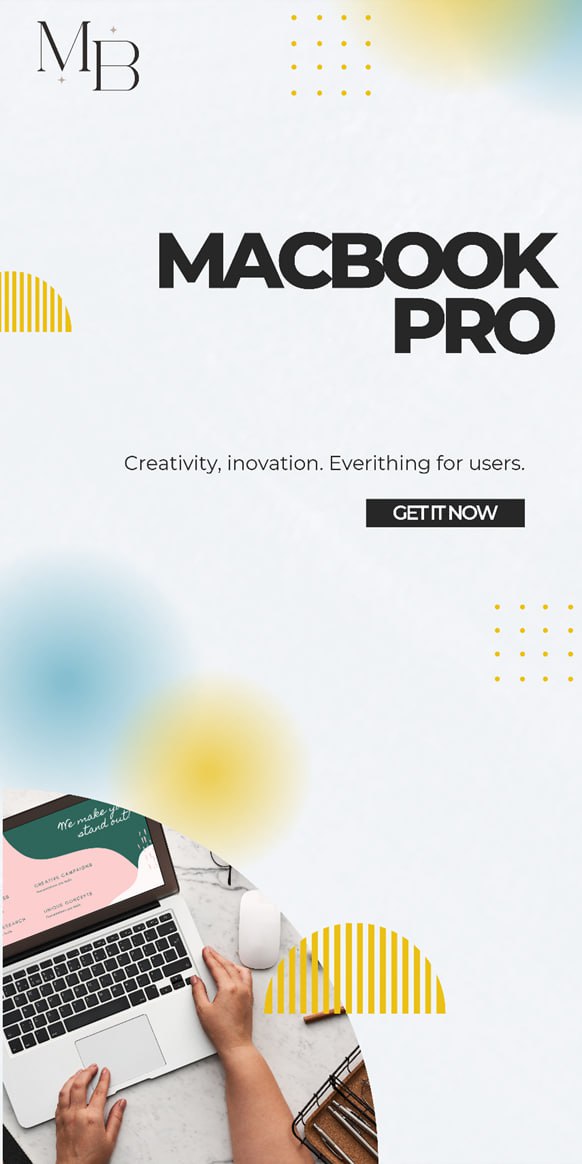 MB
MACBOOK
PRO
Creativity, inovation. Everithing for users.
GET IT NOW
We make
stand out!
CREATIVE CAMPAIGNS
UNIQUE CONCEPTS